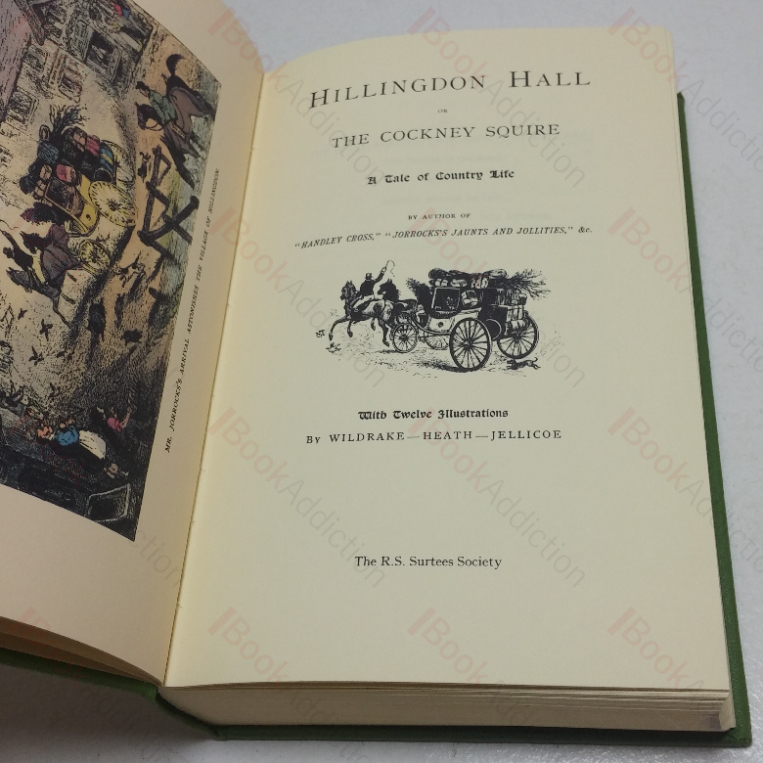 MR. JORROCKS'S ARRIVAL ASTONISHES THE VILLAGE OF HILLINGDON
HILLINGDON HALL
OR
THE COCKNEY SQUIRE
A Tale of Country Life
BY AUTHOR OF
"HANDLEY CROSS," "JORROCKS'S JAUNTS AND JOLLITIES," &c.
With Twelve Illustrations
By WILDRAKE—HEATH—JELLICOE
The R.S. Surtees Society
BookAddiction